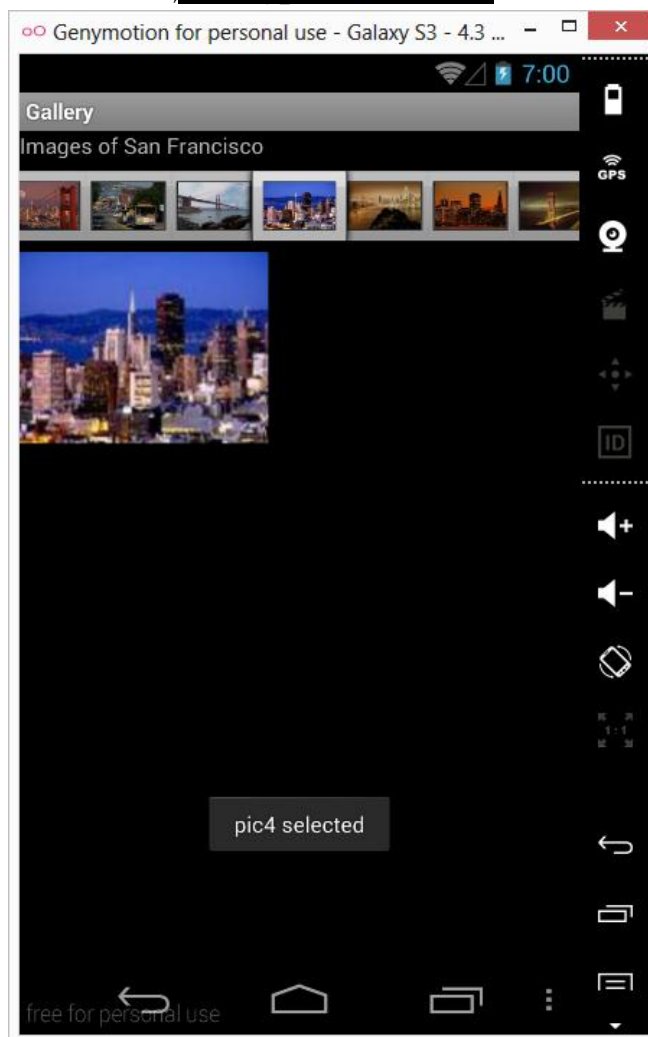 Genymotion for personal use - Galaxy S3 - 4.3 ...
7:00
Gallery
Images of San Francisco
GPS
ID
1:1
pic4 selected
free for personal use